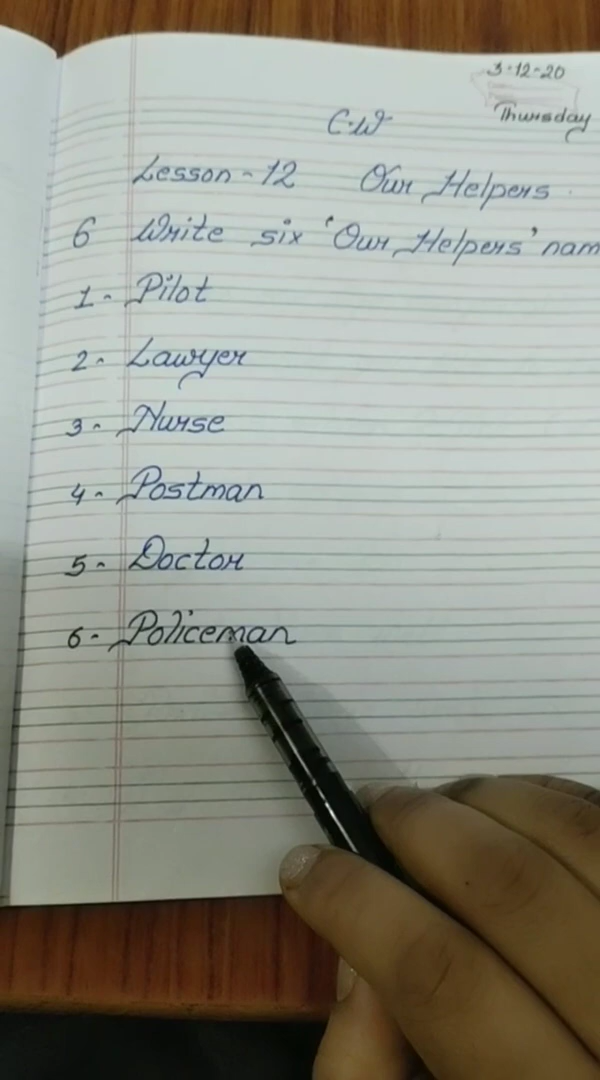 3-12-20
Thursday
C.W
Lesson - 12 Our Helpers
6 Write six 'Our Helpers' nam
1- Pilot
2- Lawyer
3- Nurse
4- Postman
5- Doctor
6- Policeman